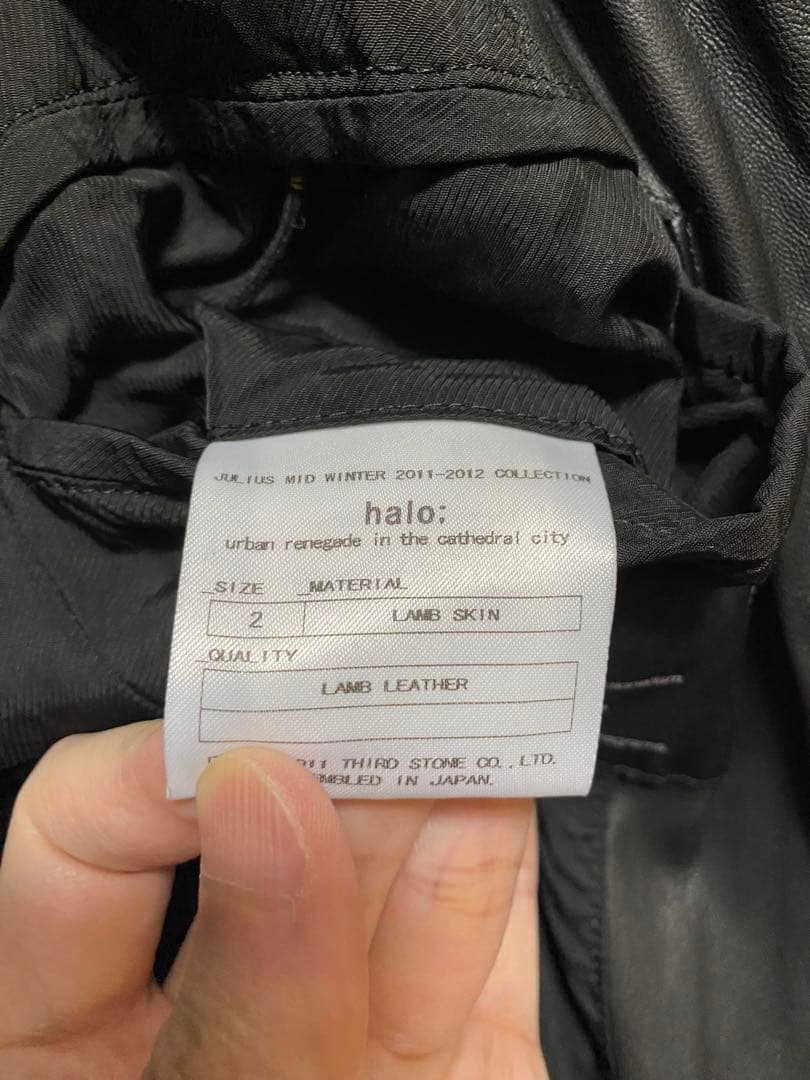 JULIUS MID WINTER 2011-2012 COLLECTION
halo;
urban renegade in the cathedral city
_SIZE _MATERIAL
2 LAMB SKIN
_QUALITY
LAMB LEATHER
THIRD STONE CO.,LTD.
IN JAPAN.